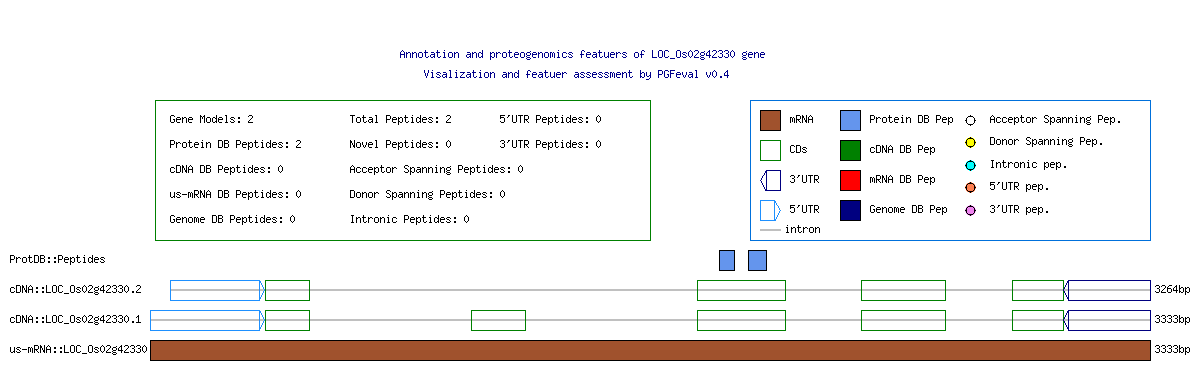 Annotation and proteogenomics featuers of LOC_Os02g42330 gene
Visalization and featuer assessment by PGFeval v0.4
Gene Models: 2 Total Peptides: 2 5'UTR Peptides: 0
Protein DB Peptides: 2 Novel Peptides: 0 3'UTR Peptides: 0
cDNA DB Peptides: 0 Acceptor Spanning Peptides: 0
us-mRNA DB Peptides: 0 Donor Spanning Peptides: 0
Genome DB Peptides: 0 Intronic Peptides: 0
mRNA Protein DB Pep Acceptor Spanning Pep.
CDs cDNA DB Pep Donor Spanning Pep.
3'UTR mRNA DB Pep Intronic pep.
5'UTR Genome DB Pep 5'UTR pep.
intron 3'UTR pep.
ProtDB::Peptides
cDNA::LOC_Os02g42330.2 3264bp
cDNA::LOC_Os02g42330.1 3333bp
us-mRNA::LOC_Os02g42330 3333bp